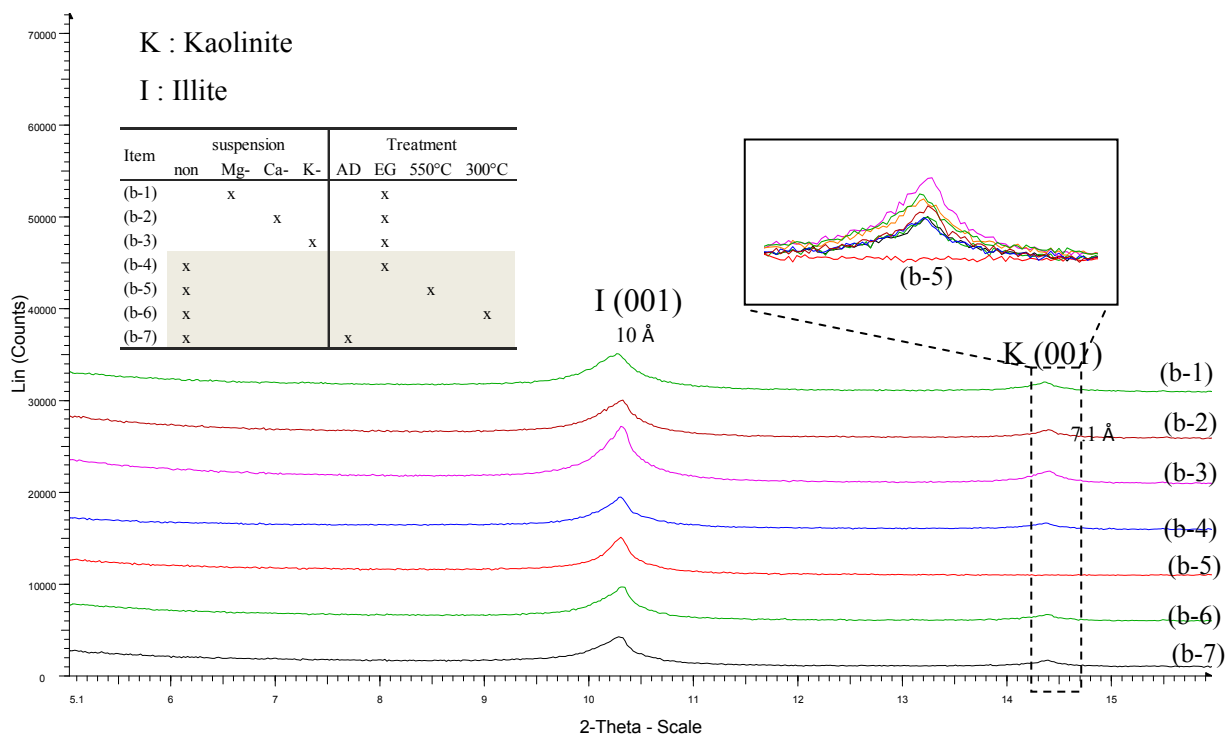 K : Kaolinite
I : Illite
Item suspension Treatment
non Mg- Ca- K- AD EG 550°C 300°C
(b-1) x x
(b-2) x x
(b-3) x x
(b-4) x x
(b-5) x x
(b-6) x x
(b-7) x x
(b-5)
I (001)
10 Å
K (001)
7.1 Å
(b-1)
(b-2)
(b-3)
(b-4)
(b-5)
(b-6)
(b-7)
Lin (Counts)
70000
60000
50000
40000
30000
20000
10000
0
5.1 6 7 8 9 10 11 12 13 14 15
2-Theta - Scale